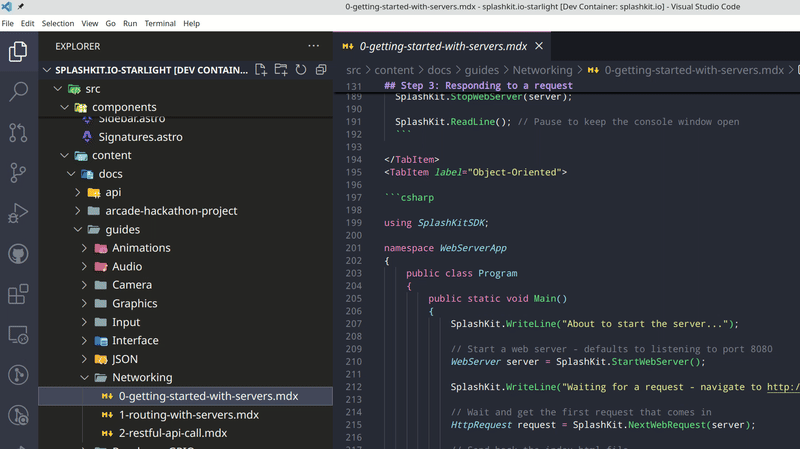 0-getting-started-with-servers.mdx - splashkit.io-starlight [Dev Container: splashkit.io] - Visual Studio Code
File Edit Selection View Go Run Terminal Help
EXPLORER
SPLASHKIT.IO-STARLIGHT [DEV CONTAIN...
src
components
Sidebar.astro
Signatures.astro
content
docs
api
arcade-hackathon-project
guides
Animations
Audio
Camera
Graphics
Input
Interface
JSON
Networking
0-getting-started-with-servers.mdx
1-routing-with-servers.mdx
2-restful-api-call.mdx
0-getting-started-with-servers.mdx
src > content > docs > guides > Networking > 0-getting-started-with-servers.mdx >
131 ## Step 3: Responding to a request
189 SplashKit.StopWebServer(server);
190
191 SplashKit.ReadLine(); // Pause to keep the console window open
192 ```
193
194 </TabItem>
195 <TabItem label="Object-Oriented">
196
197 ```csharp
198
199 using SplashKitSDK;
200
201 namespace WebServerApp
202 {
203 public class Program
204 {
205 public static void Main()
206 {
207 SplashKit.WriteLine("About to start the server...");
208
209 // Start a web server - defaults to listening to port 8080
210 WebServer server = SplashKit.StartWebServer();
211
212 SplashKit.WriteLine("Waiting for a request - navigate to http:/
213
214 // Wait and get the first request that comes in
215 HttpRequest request = SplashKit.NextWebRequest(server);
216
217 // Send back the index.html file